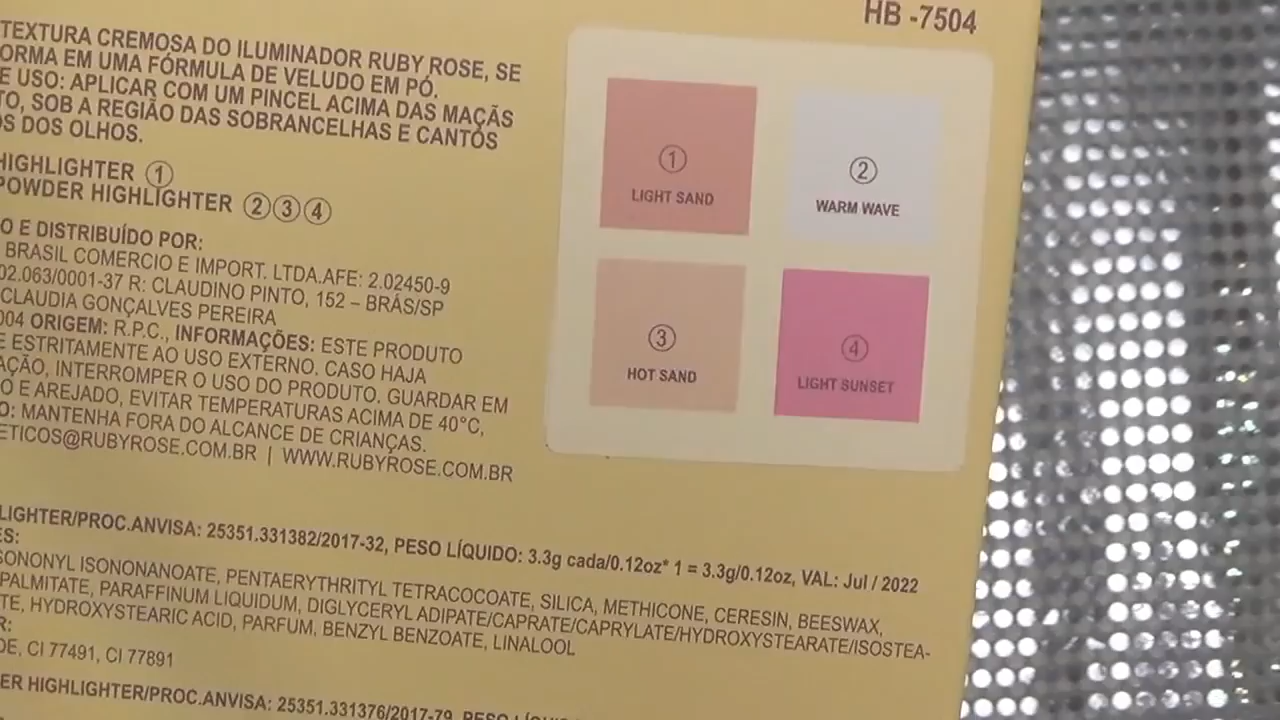 HB -7504
TEXTURA CREMOSA DO ILUMINADOR RUBY ROSE, SE
ORMA EM UMA FÓRMULA DE VELUDO EM PÓ.
E USO: APLICAR COM UM PINCEL ACIMA DAS MAÇÃS
TO, SOB A REGIÃO DAS SOBRANCELHAS E CANTOS
OS DOS OLHOS.
HIGHLIGHTER ①
POWDER HIGHLIGHTER ②③④
O E DISTRIBUÍDO POR:
BRASIL COMERCIO E IMPORT. LTDA.AFE: 2.02450-9
02.063/0001-37 R: CLAUDINO PINTO, 152 – BRÁS/SP
CLAUDIA GONÇALVES PEREIRA
004 ORIGEM: R.P.C., INFORMAÇÕES: ESTE PRODUTO
E ESTRITAMENTE AO USO EXTERNO. CASO HAJA
AÇÃO, INTERROMPER O USO DO PRODUTO. GUARDAR EM
O E AREJADO, EVITAR TEMPERATURAS ACIMA DE 40°C,
O: MANTENHA FORA DO ALCANCE DE CRIANÇAS.
ETICOS@RUBYROSE.COM.BR | WWW.RUBYROSE.COM.BR
①
LIGHT SAND
②
WARM WAVE
③
HOT SAND
④
LIGHT SUNSET
LIGHTER/PROC.ANVISA: 25351.331382/2017-32, PESO LÍQUIDO: 3.3g cada/0.12oz* 1 = 3.3g/0.12oz, VAL: Jul / 2022
ES:
SONONYL ISONONANOATE, PENTAERYTHRITYL TETRACOCOATE, SILICA, METHICONE, CERESIN, BEESWAX,
PALMITATE, PARAFFINUM LIQUIDUM, DIGLYCERYL ADIPATE/CAPRATE/CAPRYLATE/HYDROXYSTEARATE/ISOSTEA-
TE, HYDROXYSTEARIC ACID, PARFUM, BENZYL BENZOATE, LINALOOL
R:
DE, CI 77491, CI 77891
ER HIGHLIGHTER/PROC.ANVISA: 25351.331376/2017-79, PESO